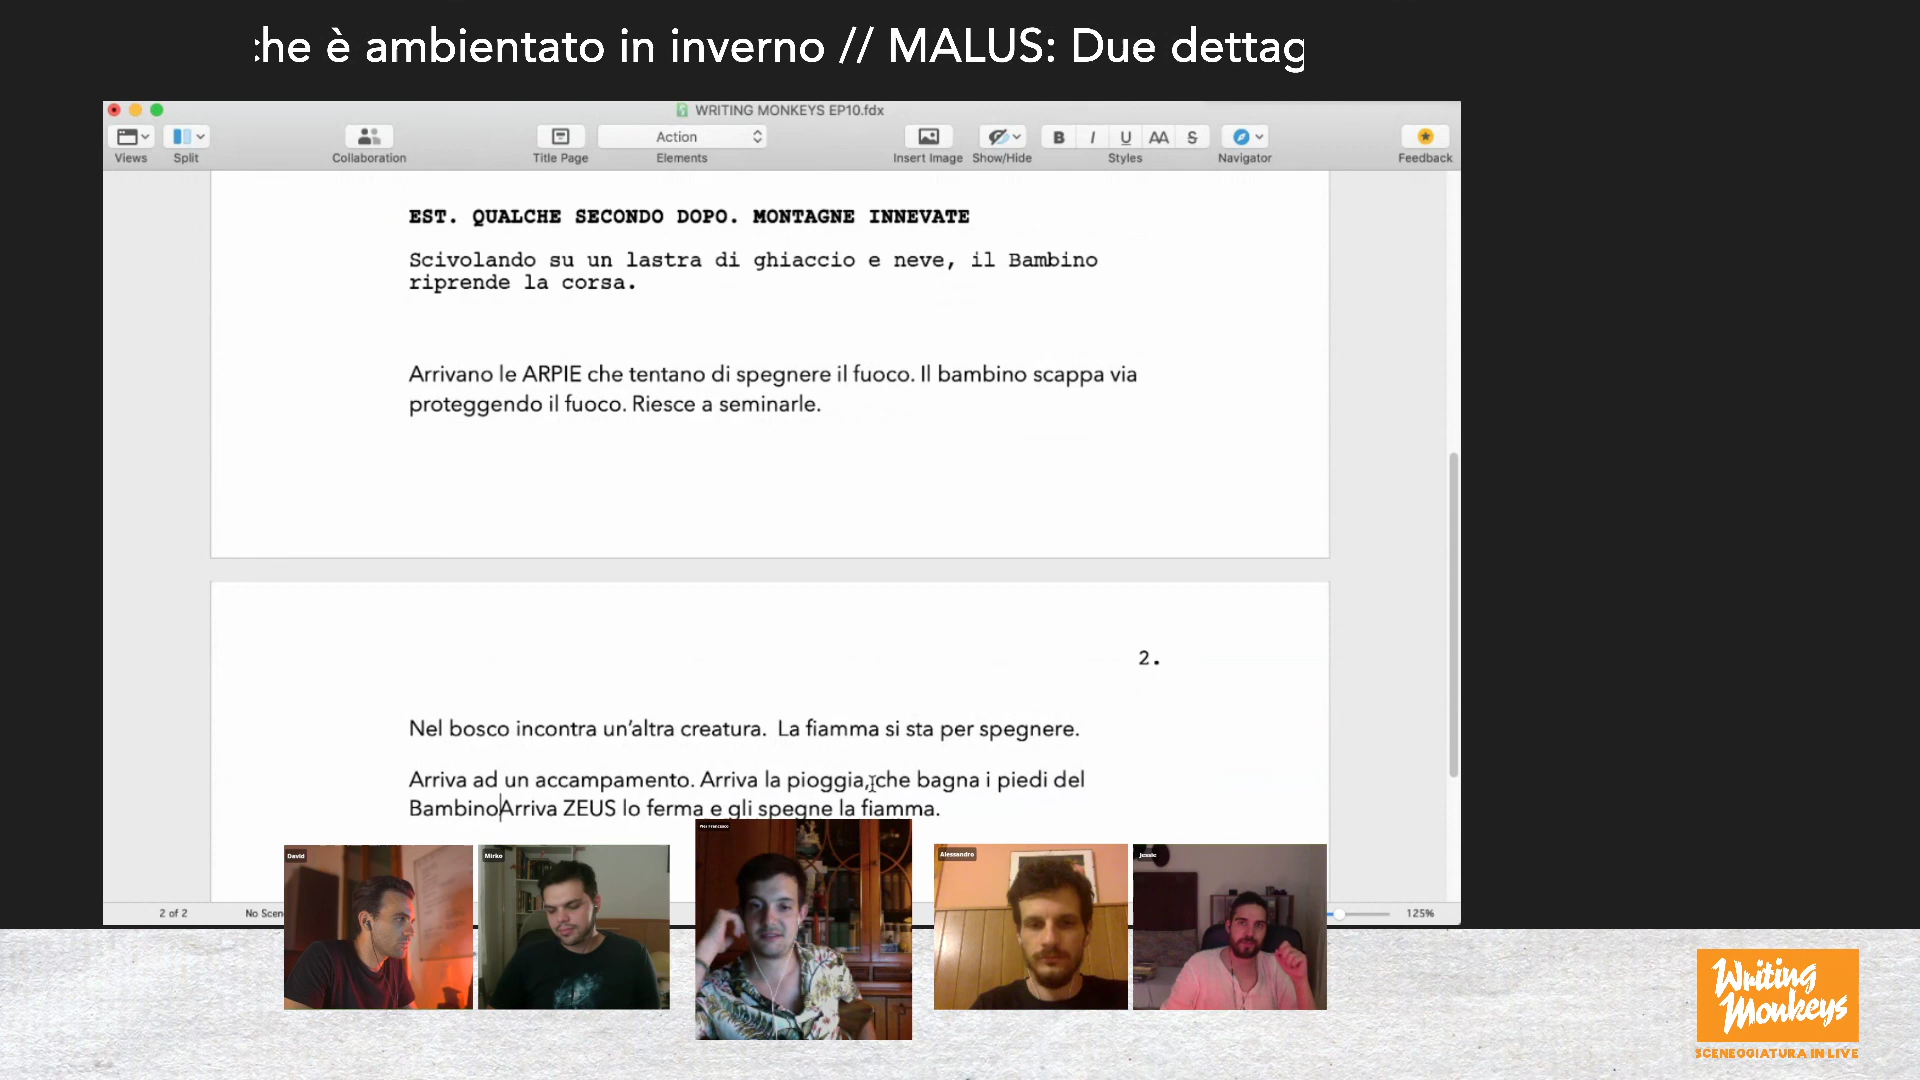 he è ambientato in inverno // MALUS: Due dettag
WRITING MONKEYS EP10.fdx
Action
B I U AA S
Views
Split
Collaboration
Title Page
Elements
Insert Image
Show/Hide
Styles
Navigator
Feedback
EST. QUALCHE SECONDO DOPO. MONTAGNE INNEVATE
Scivolando su un lastra di ghiaccio e neve, il Bambino
riprende la corsa.
Arrivano le ARPIE che tentano di spegnere il fuoco. Il bambino scappa via
proteggendo il fuoco. Riesce a seminarle.
2.
Nel bosco incontra un'altra creatura. La fiamma si sta per spegnere.
Arriva ad un accampamento. Arriva la pioggia, che bagna i piedi del
BambinoArriva ZEUS lo ferma e gli spegne la fiamma.
David
Mirko
Pier Francesco
Alessandro
Jessie
2 of 2
No Scen
125%
Writing
Monkeys
SCENEGGIATURA IN LIVE